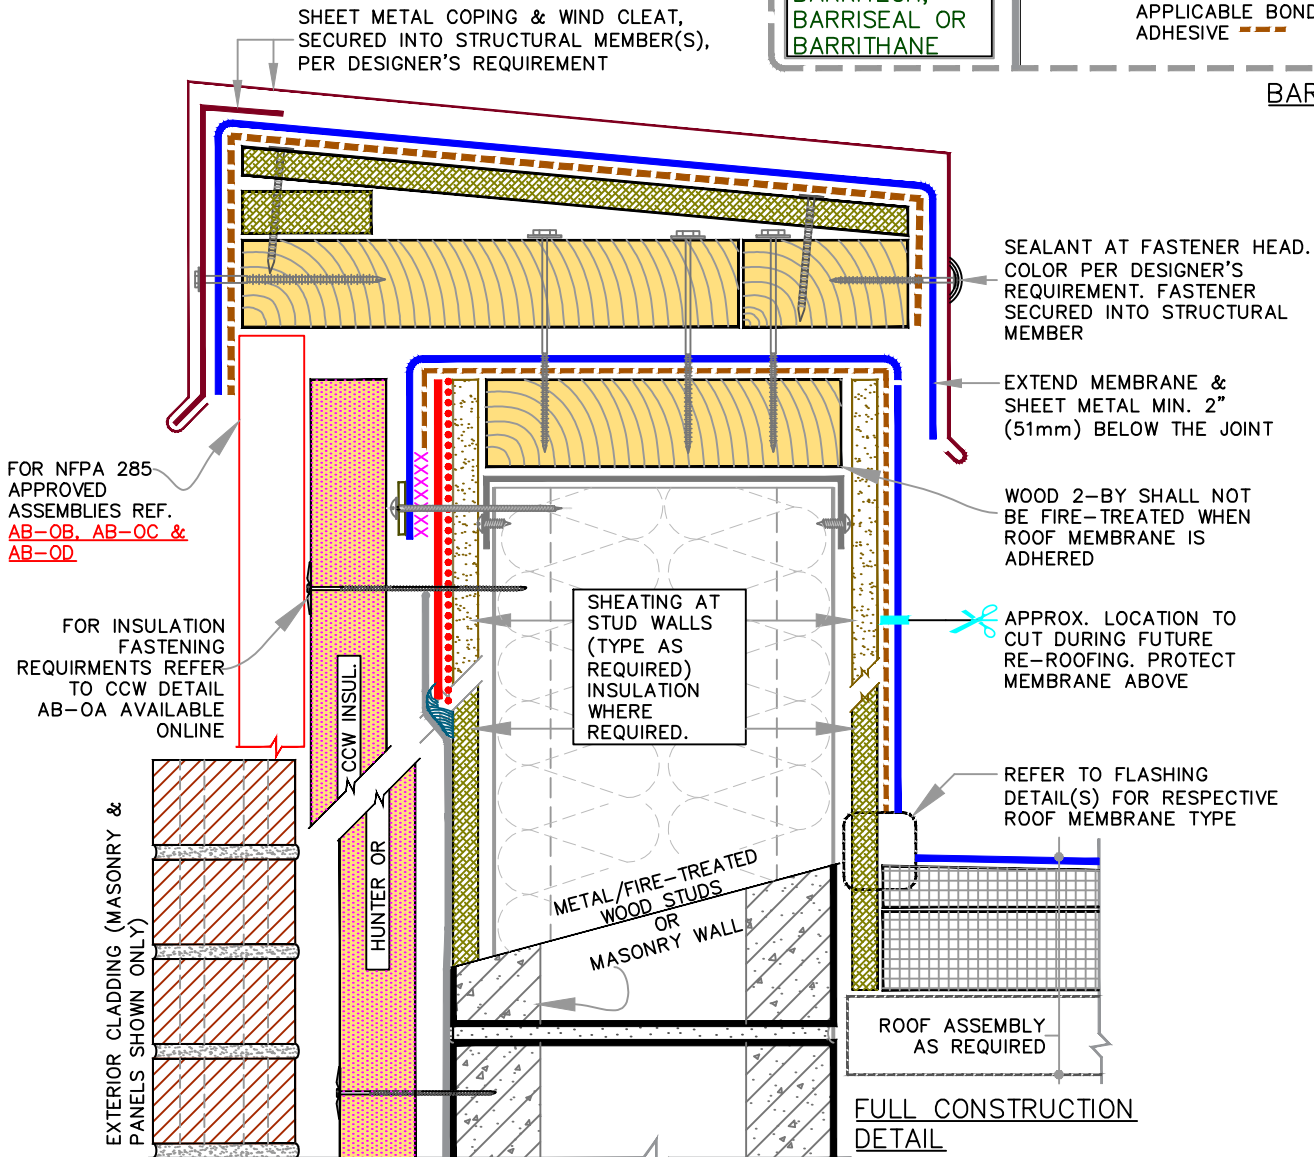 SHEET METAL COPING & WIND CLEAT,
SECURED INTO STRUCTURAL MEMBER(S),
PER DESIGNER'S REQUIREMENT
BARRISEAL OR
BARRITHANE
APPLICABLE BOND
ADHESIVE
BAR
SEALANT AT FASTENER HEAD.
COLOR PER DESIGNER'S
REQUIREMENT. FASTENER
SECURED INTO STRUCTURAL
MEMBER
EXTEND MEMBRANE &
SHEET METAL MIN. 2"
(51mm) BELOW THE JOINT
FOR NFPA 285
APPROVED
ASSEMBLIES REF.
AB-OB, AB-OC &
AB-OD
WOOD 2-BY SHALL NOT
BE FIRE-TREATED WHEN
ROOF MEMBRANE IS
ADHERED
SHEATING AT
STUD WALLS
(TYPE AS
REQUIRED)
INSULATION
WHERE
REQUIRED.
APPROX. LOCATION TO
CUT DURING FUTURE
RE-ROOFING. PROTECT
MEMBRANE ABOVE
FOR INSULATION
FASTENING
REQUIRMENTS REFER
TO CCW DETAIL
AB-OA AVAILABLE
ONLINE
HUNTER OR
CCW INSUL.
REFER TO FLASHING
DETAIL(S) FOR RESPECTIVE
ROOF MEMBRANE TYPE
EXTERIOR CLADDING (MASONRY &
PANELS SHOWN ONLY)
METAL/FIRE-TREATED
WOOD STUDS
OR
MASONRY WALL
ROOF ASSEMBLY
AS REQUIRED
FULL CONSTRUCTION
DETAIL